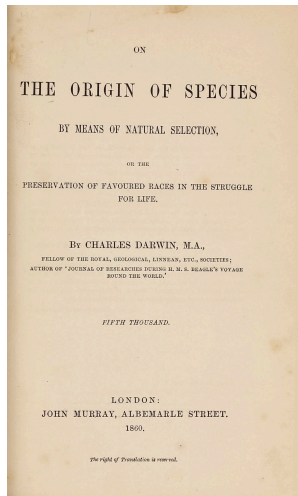 ON
THE ORIGIN OF SPECIES
BY MEANS OF NATURAL SELECTION,
OR THE
PRESERVATION OF FAVOURED RACES IN THE STRUGGLE
FOR LIFE.
BY CHARLES DARWIN, M.A.,
FELLOW OF THE ROYAL, GEOLOGICAL, LINNEAN, ETC., SOCIETIES;
AUTHOR OF 'JOURNAL OF RESEARCHES DURING H. M. S. BEAGLE'S VOYAGE
ROUND THE WORLD.'
FIFTH THOUSAND.
LONDON:
JOHN MURRAY, ALBEMARLE STREET.
1860.
The right of Translation is reserved.